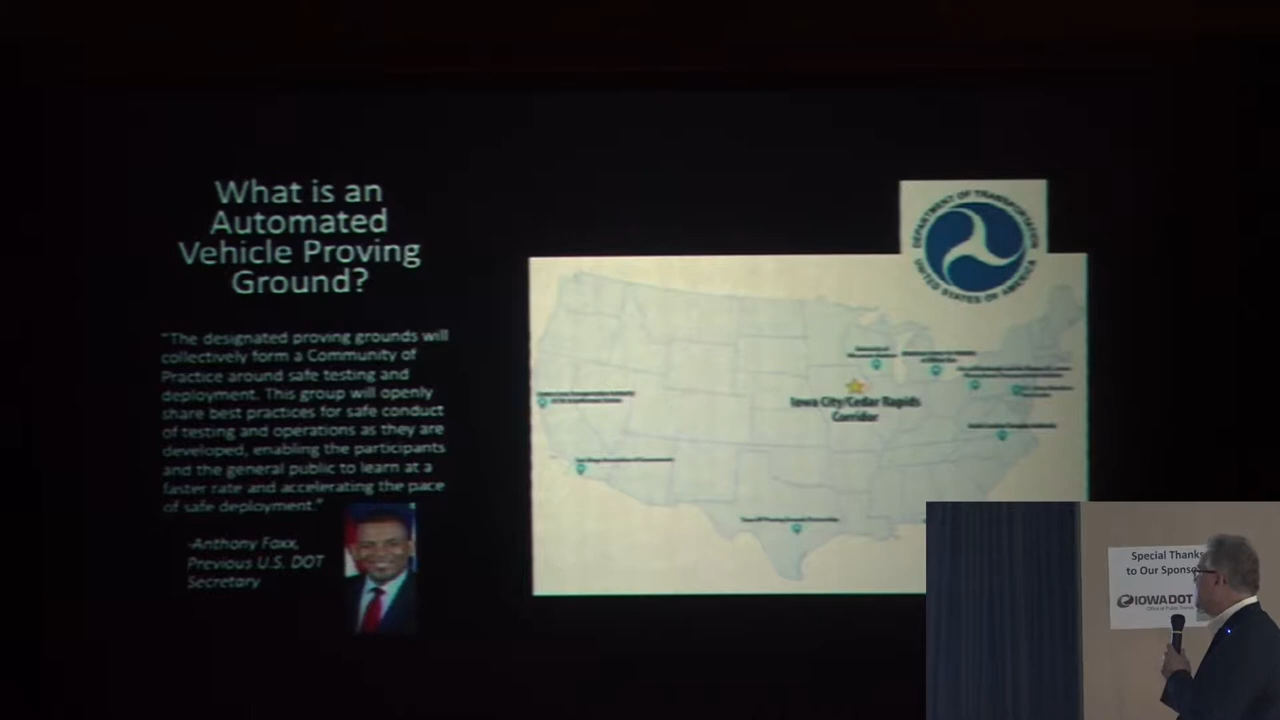 What is an
Automated
Vehicle Proving
Ground?
"The designated proving grounds will
collectively form a Community of
Practice around safe testing and
deployment. This group will openly
share best practices for safe conduct
of testing and operations as they are
developed, enabling the participants
and the general public to learn at a
faster rate and accelerating the pace
of safe deployment."
-Anthony Foxx,
Previous U.S. DOT
Secretary
DEPARTMENT OF TRANSPORTATION
UNITED STATES OF AMERICA
Iowa City/Cedar Rapids
Corridor
Special Thanks
to Our Sponso
IOWADOT